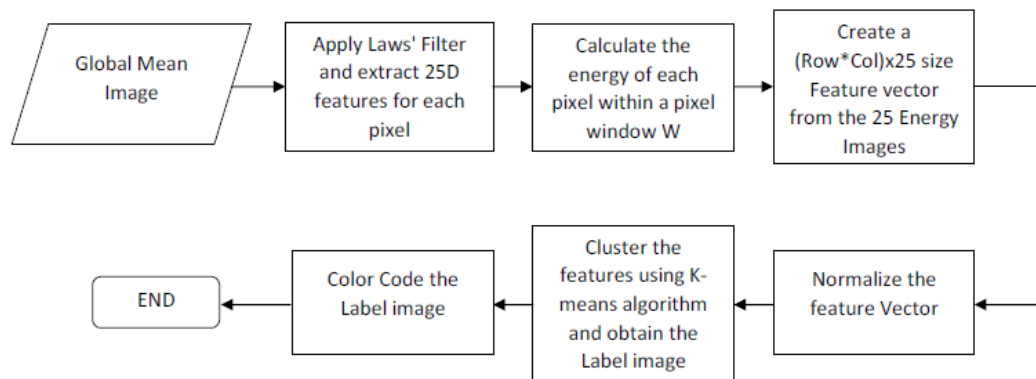 Global Mean
Image
Apply Laws' Filter
and extract 25D
features for each
pixel
Calculate the
energy of each
pixel within a pixel
window W
Create a
(Row*Col)x25 size
Feature vector
from the 25 Energy
Images
Normalize the
feature Vector
Cluster the
features using K-
means algorithm
and obtain the
Label image
Color Code the
Label image
END